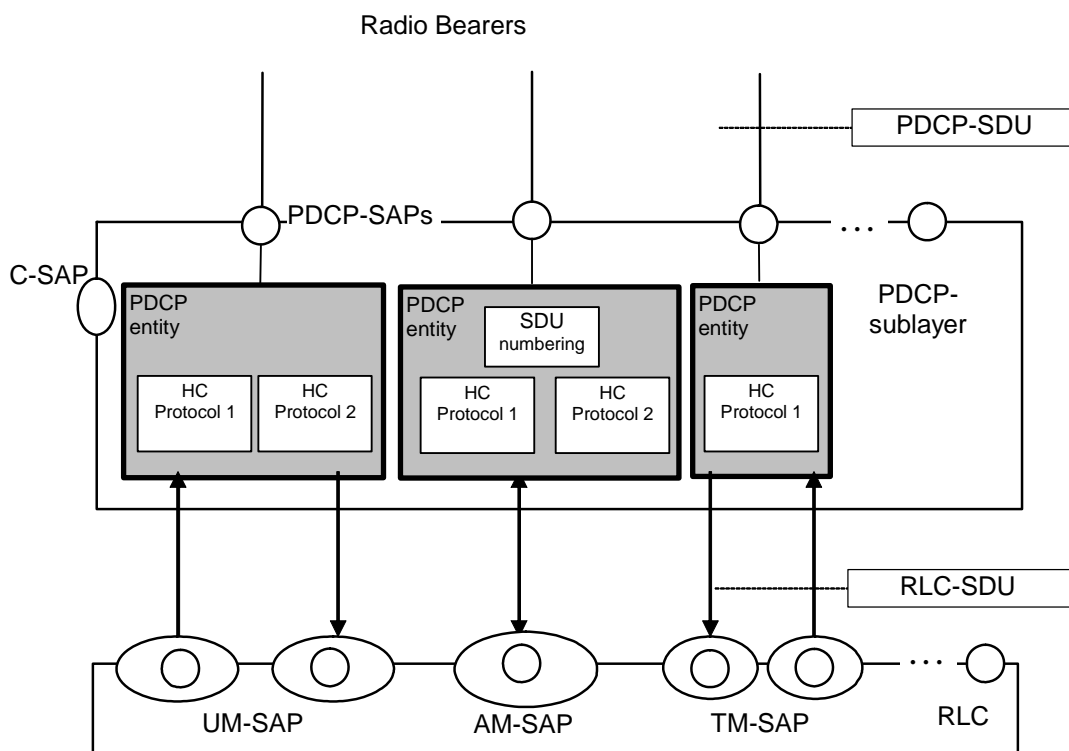 Radio Bearers
PDCP-SDU
PDCP-SAPs
...
C-SAP
PDCP
entity
HC
Protocol 1
HC
Protocol 2
PDCP
entity
SDU
numbering
HC
Protocol 1
HC
Protocol 2
PDCP
entity
HC
Protocol 1
PDCP-
sublayer
RLC-SDU
...
UM-SAP
AM-SAP
TM-SAP
RLC